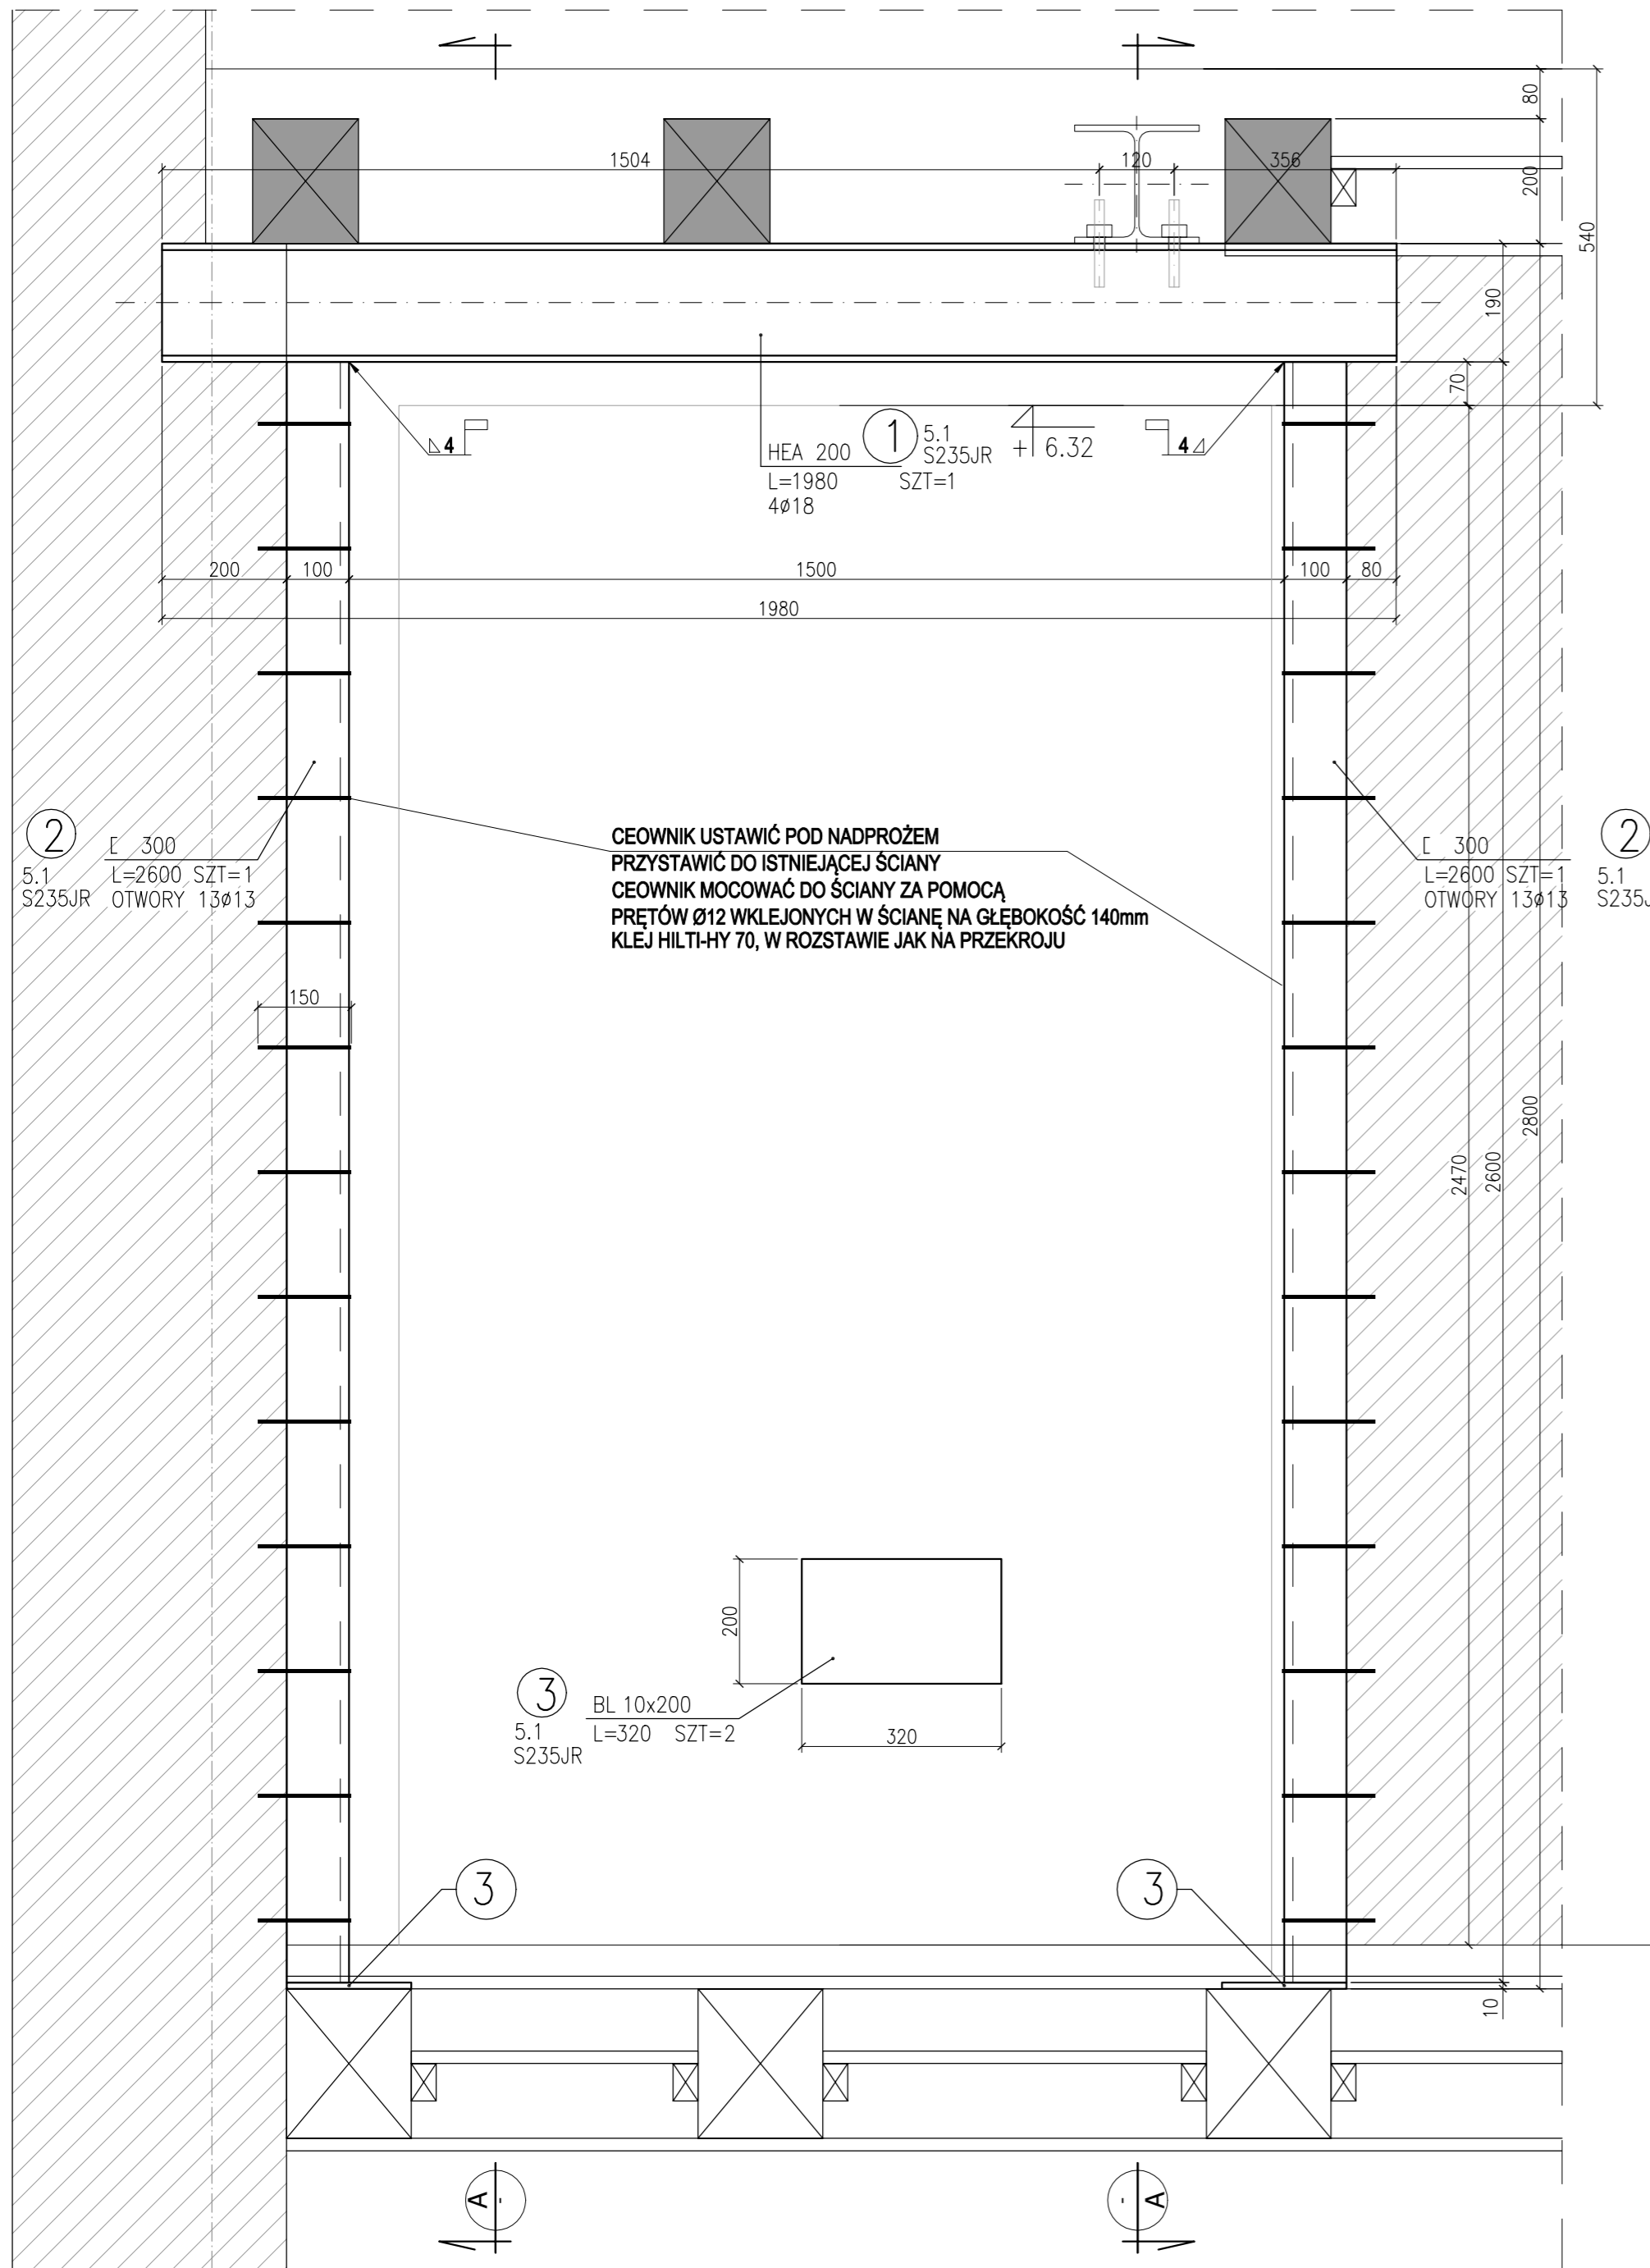 80
1504
120
356
200
540
190
70
4
4
HEA 200
1
5.1
S235JR
L=1980
SZT=1
4ø18
+6.32
200
100
1500
100
80
1980
2
5.1
S235JR
[ 300
L=2600 SZT=1
OTWORY 13ø13
CEOWNIK USTAWIĆ POD NADPROŻEM
PRZYSTAWIĆ DO ISTNIEJĄCEJ ŚCIANY
CEOWNIK MOCOWAĆ DO ŚCIANY ZA POMOCĄ
PRĘTÓW Ø12 WKLEJONYCH W ŚCIANĘ NA GŁĘBOKOŚĆ 140mm
KLEJ HILTI-HY 70, W ROZSTAWIE JAK NA PRZEKROJU
[ 300
L=2600 SZT=1
OTWORY 13ø13
2
5.1
S235J
150
2470
2600
2800
200
320
3
5.1
S235JR
BL 10x200
L=320 SZT=2
3
3
10
A -
- A